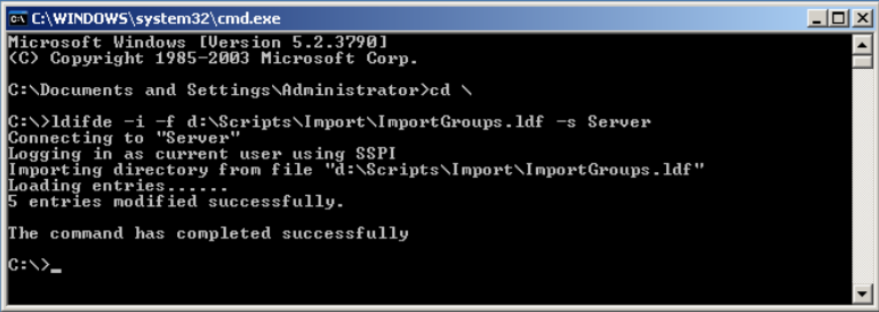 C:\WINDOWS\system32\cmd.exe
Microsoft Windows [Version 5.2.3790]
(C) Copyright 1985-2003 Microsoft Corp.
C:\Documents and Settings\Administrator>cd \
C:\>ldifde -i -f d:\Scripts\Import\ImportGroups.ldf -s Server
Connecting to "Server"
Logging in as current user using SSPI
Importing directory from file "d:\Scripts\Import\ImportGroups.ldf"
Loading entries......
5 entries modified successfully.
The command has completed successfully
C:\>_